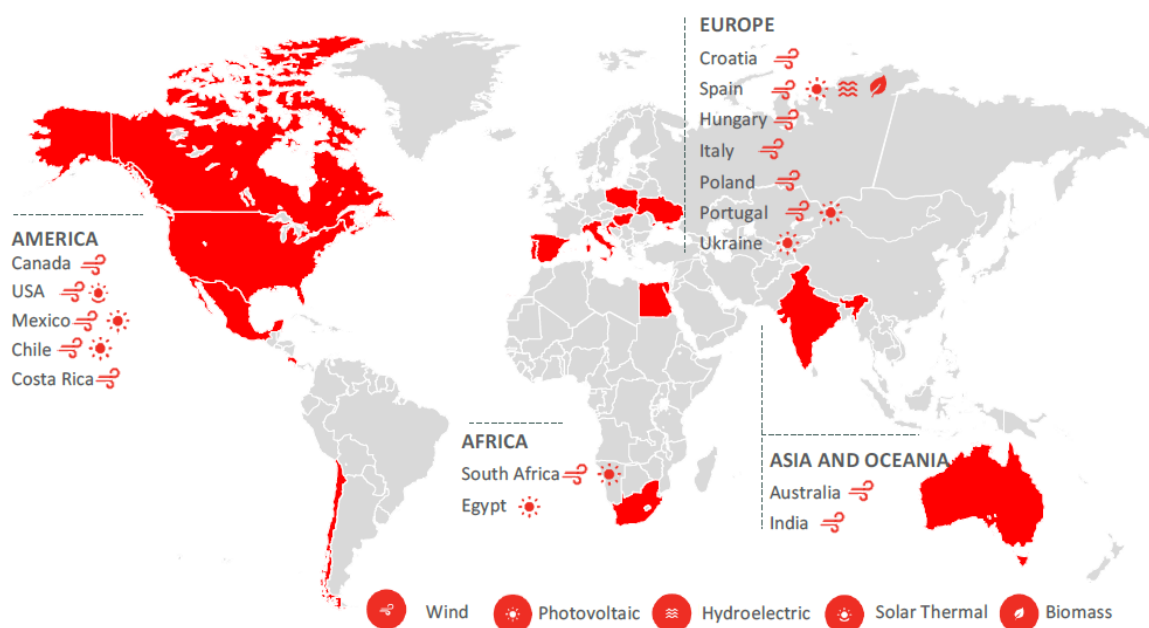 EUROPE
Croatia
Spain
Hungary
Italy
Poland
Portugal
Ukraine
AMERICA
Canada
USA
Mexico
Chile
Costa Rica
AFRICA
South Africa
Egypt
ASIA AND OCEANIA
Australia
India
Wind
Photovoltaic
Hydroelectric
Solar Thermal
Biomass